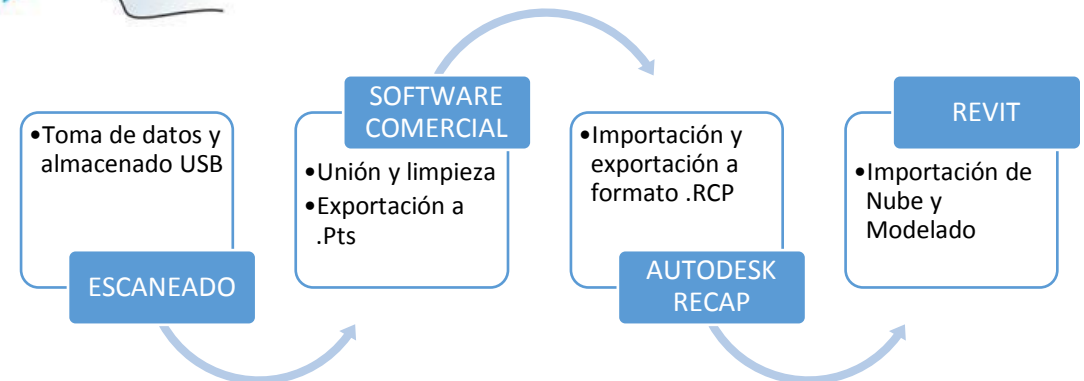 •Toma de datos y
almacenado USB
ESCANEADO
SOFTWARE
COMERCIAL
•Unión y limpieza
•Exportación a
.Pts
•Importación y
exportación a
formato .RCP
AUTODESK
RECAP
REVIT
•Importación de
Nube y
Modelado